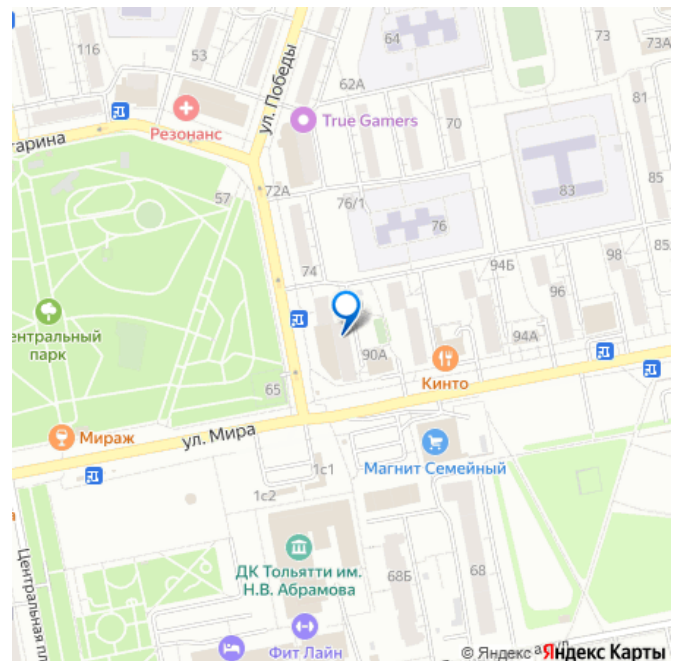 64
73
73А
116
53
62А
81
ул. Победы
Резонанс
True Gamers
70
гарина
72А
57
76/1
83
85
76
74
94Б
98
85
96
ентральный
парк
94А
90А
65
Кинто
Мираж
ул. Мира
1с1
Магнит Семейный
1с2
ДК Тольятти им.
Н.В. Абрамова
68Б
68
Центральная пл
Фит Лайн
© Яндекс
Яндекс Карты